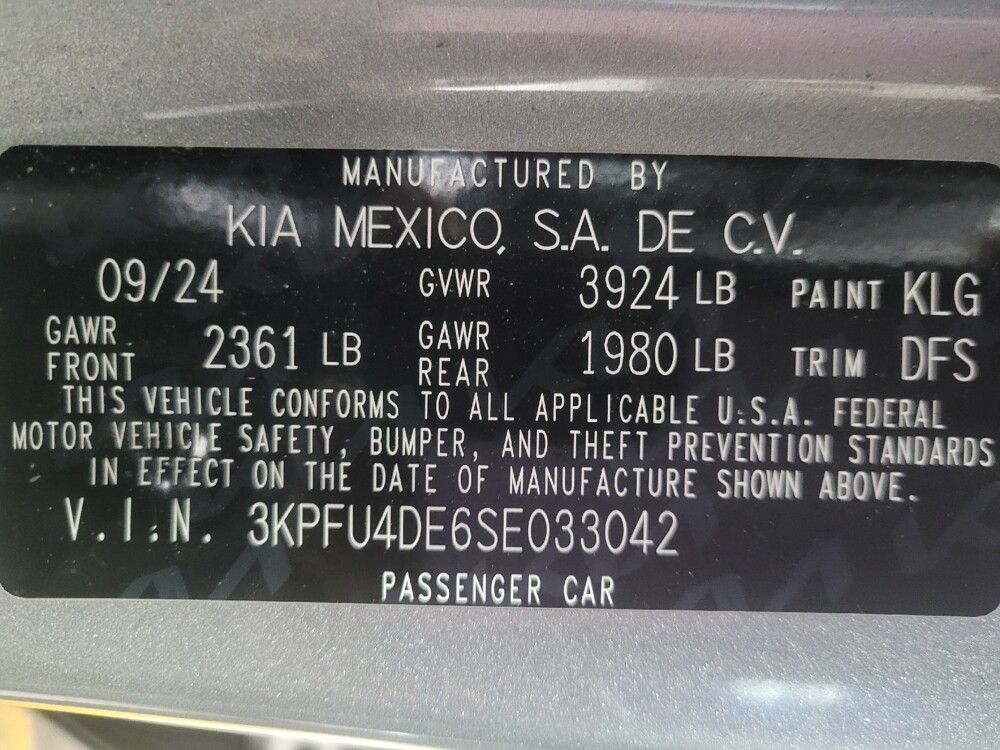 MANUFACTURED BY
KIA MEXICO, S.A. DE C.V.
09/24 GVWR 3924 LB PAINT KLG
GAWR FRONT 2361 LB GAWR REAR 1980 LB TRIM DFS
THIS VEHICLE CONFORMS TO ALL APPLICABLE U.S.A. FEDERAL
MOTOR VEHICLE SAFETY, BUMPER, AND THEFT PREVENTION STANDARDS
IN EFFECT ON THE DATE OF MANUFACTURE SHOWN ABOVE.
V.I.N. 3KPFU4DE6SE033042
PASSENGER CAR